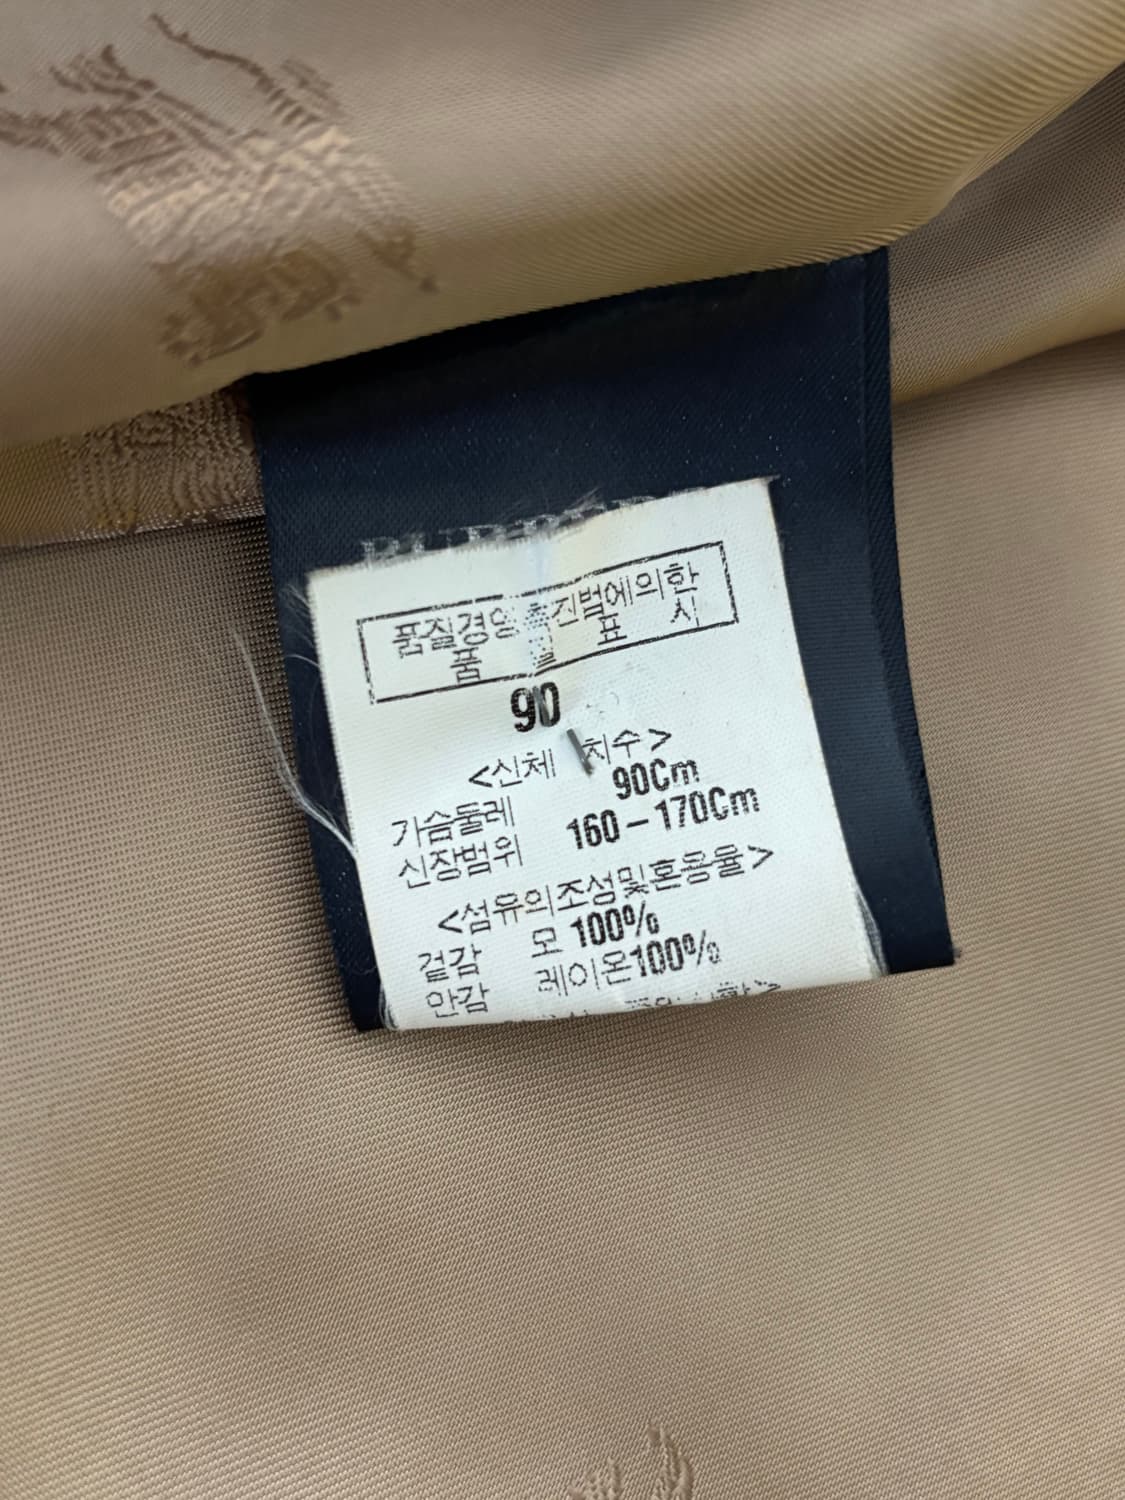 품질경영촉진법에의한
품 질 표 시
90
<신체 치수>
가슴둘레 90Cm
신장범위 160-170Cm
<섬유의조성및혼용율>
겉감 모 100%
안감 레이온100%